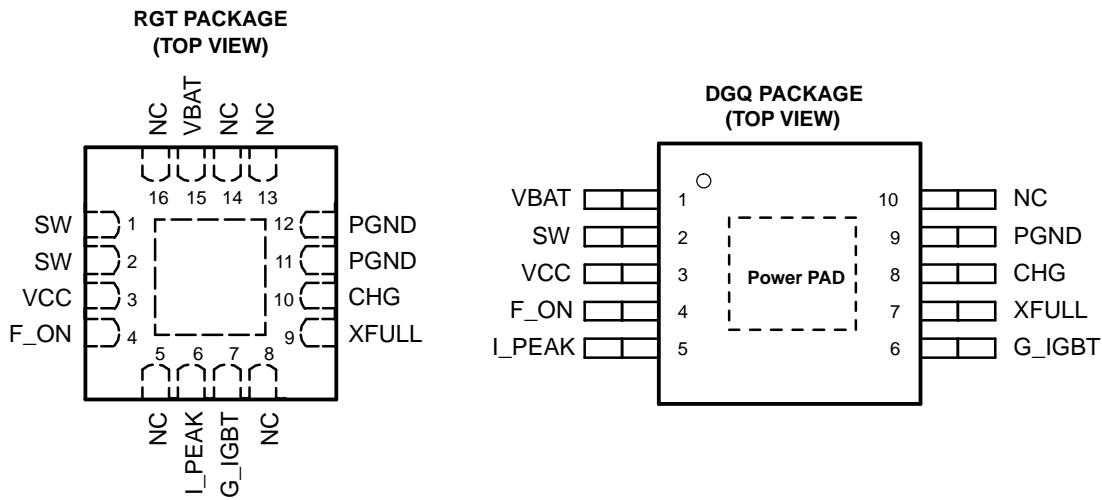 RGT PACKAGE
(TOP VIEW)
NC
VBAT
NC
NC
16
15
14
13
SW 1
SW 2
VCC 3
F_ON 4
12 PGND
11 PGND
10 CHG
9 XFULL
5
6
7
8
NC
I_PEAK
G_IGBT
NC
DGQ PACKAGE
(TOP VIEW)
VBAT 1
SW 2
VCC 3
F_ON 4
I_PEAK 5
Power PAD
10 NC
9 PGND
8 CHG
7 XFULL
6 G_IGBT